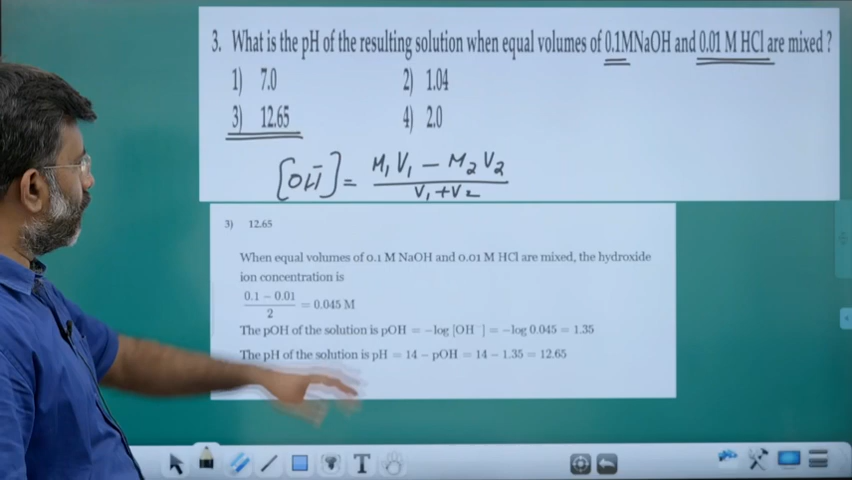 3. What is the pH of the resulting solution when equal volumes of 0.1MNaOH and 0.01 M HCl are mixed ?
1) 7.0 2) 1.04
3) 12.65 4) 2.0
[OH⁻] = (M₁V₁ − M₂V₂) / (V₁+V₂)
3) 12.65
When equal volumes of 0.1 M NaOH and 0.01 M HCl are mixed, the hydroxide
ion concentration is
(0.1 − 0.01) / 2 = 0.045 M
The pOH of the solution is pOH = −log [OH⁻] = −log 0.045 = 1.35
The pH of the solution is pH = 14 − pOH = 14 − 1.35 = 12.65
T